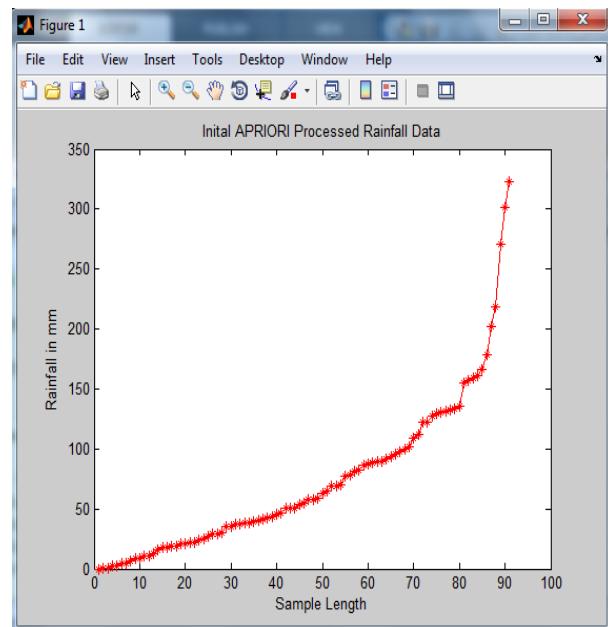 Figure 1
File Edit View Insert Tools Desktop Window Help
Inital APRIORI Processed Rainfall Data
350
300
250
200
150
100
50
0
Rainfall in mm
0 10 20 30 40 50 60 70 80 90 100
Sample Length